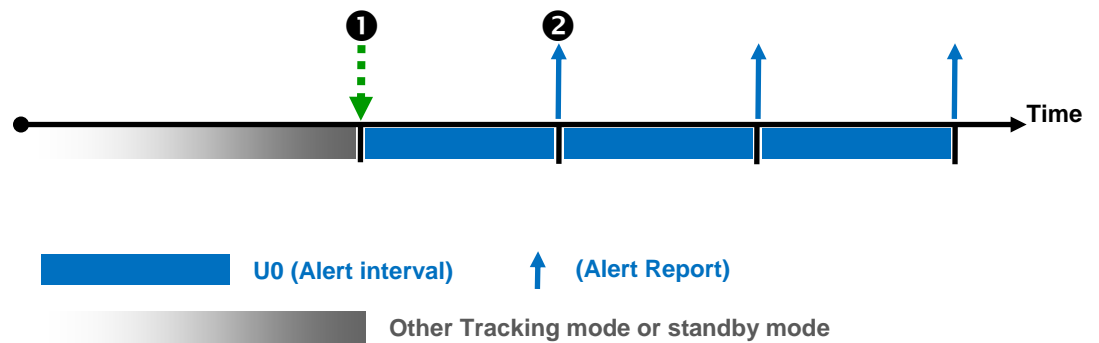 ❶ ❷
Time
U0 (Alert interval) (Alert Report)
Other Tracking mode or standby mode